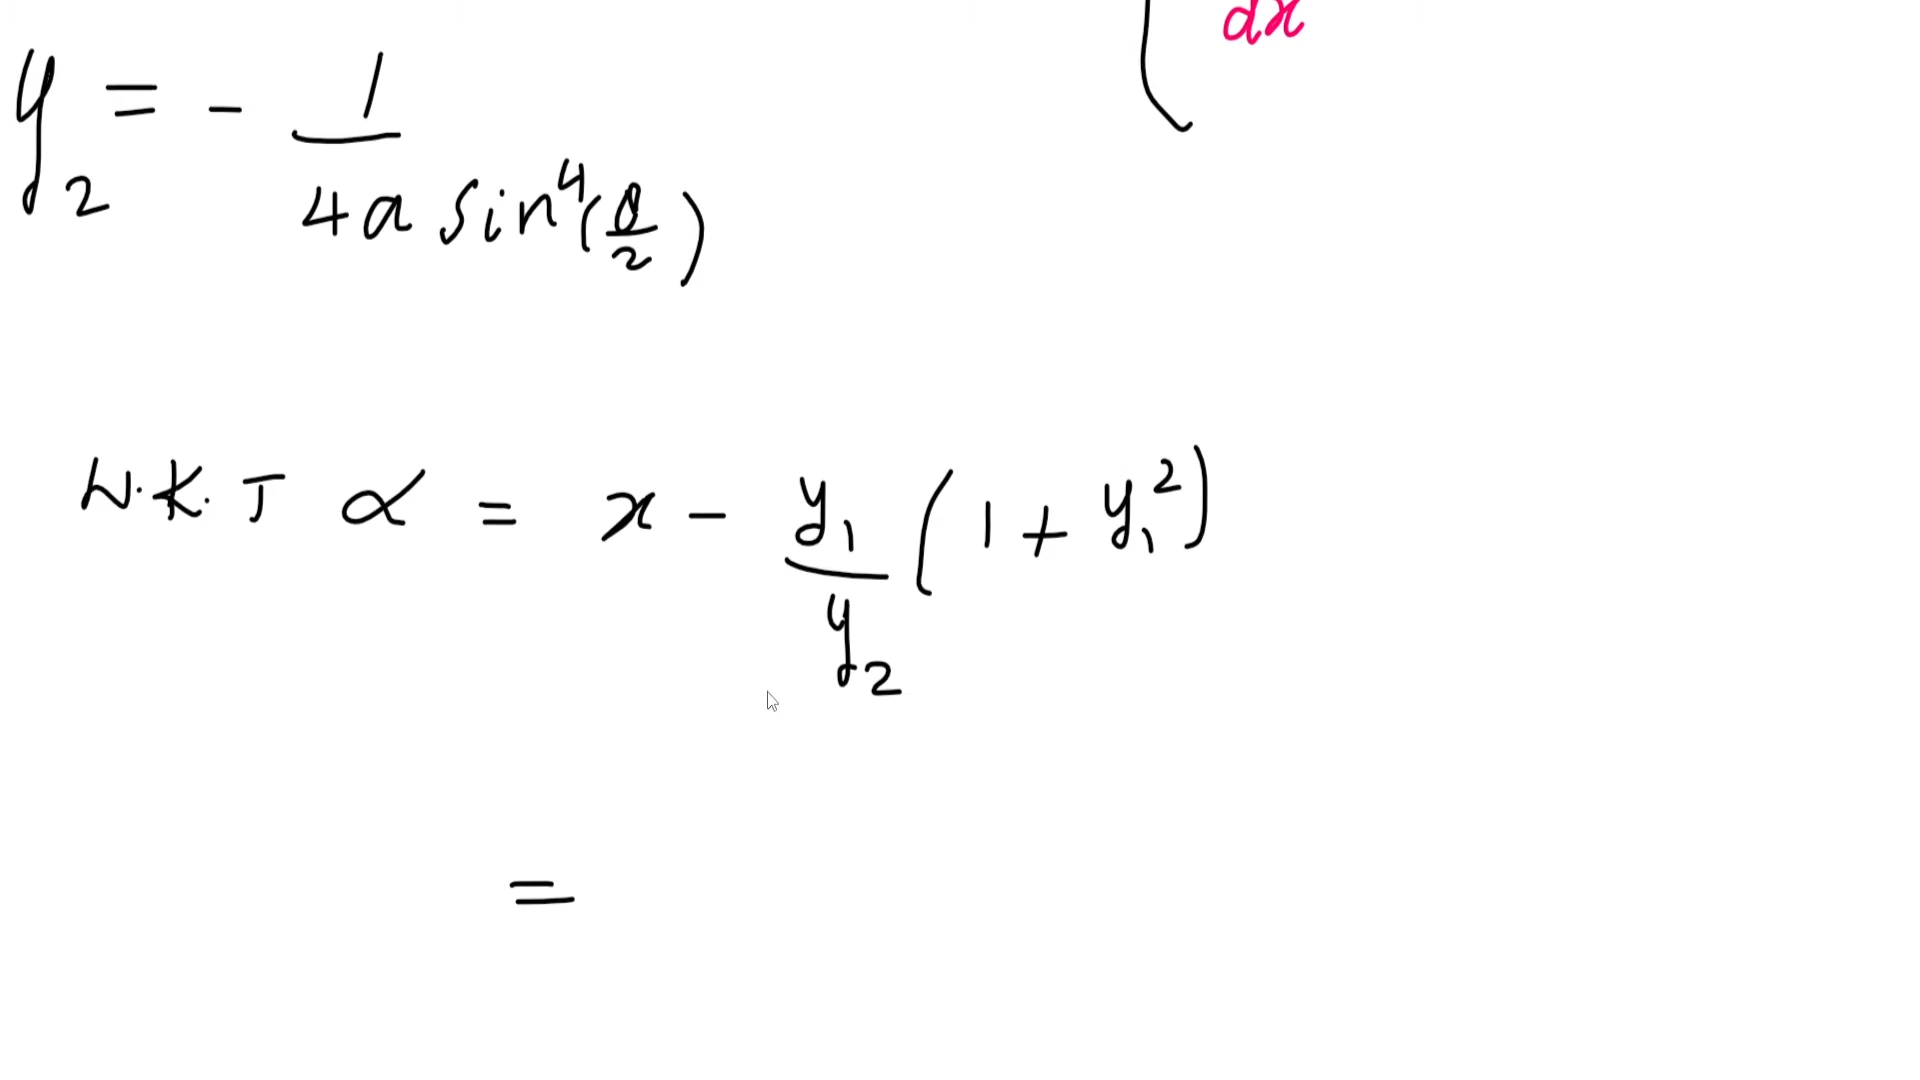 dx
y₂ = - 1 / 4a sin⁴(θ/2)
W.K.T α = x - y₁/y₂ (1 + y₁²)
=